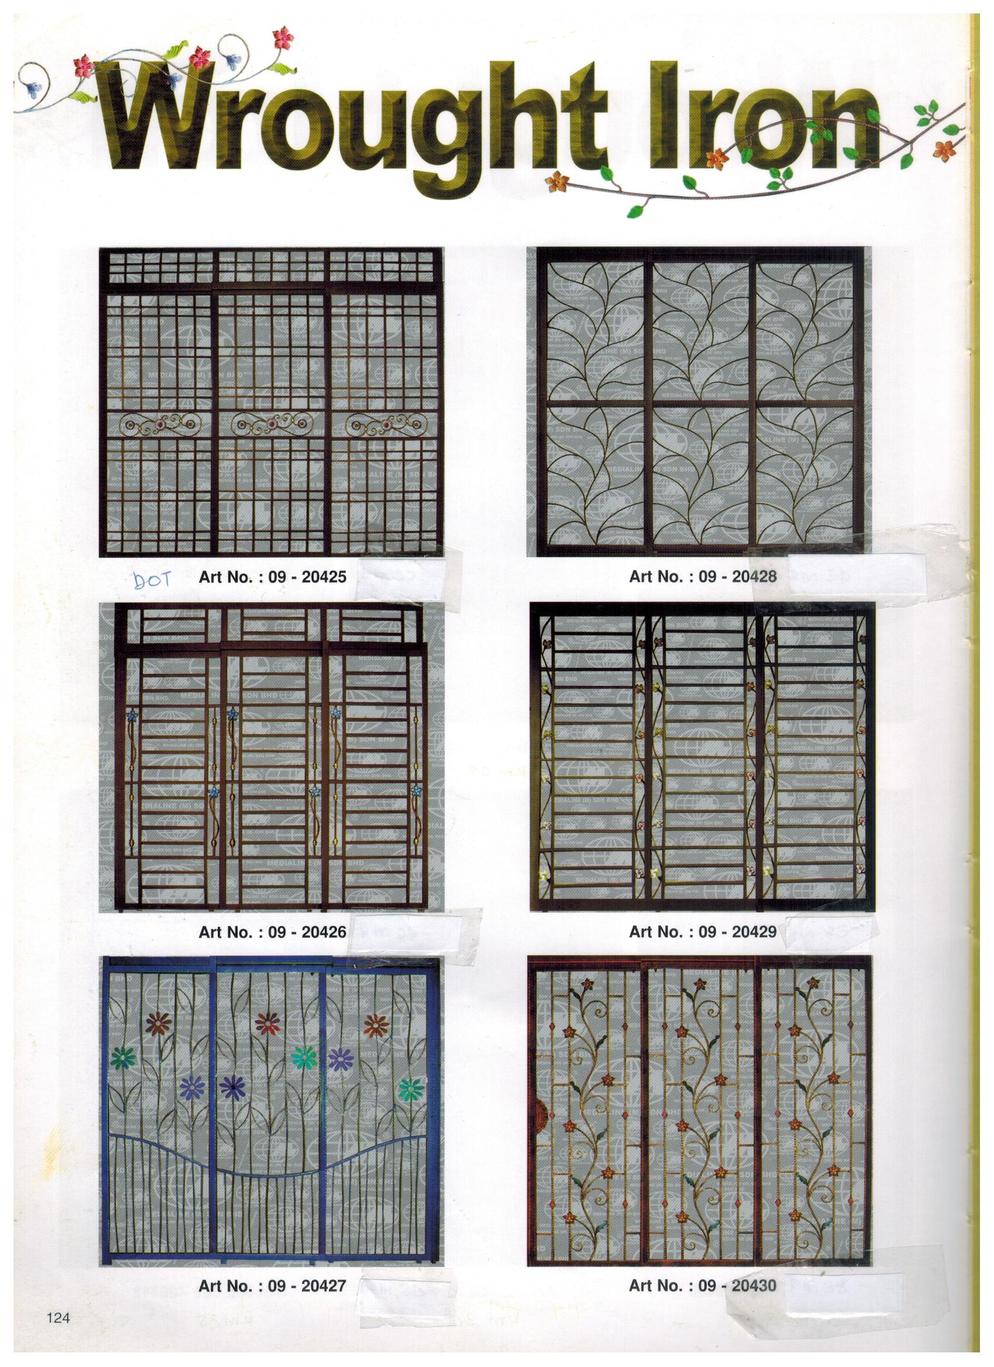 Wrought Iron
DOT Art No. : 09 - 20425
Art No. : 09 - 20428
Art No. : 09 - 20426
Art No. : 09 - 20429
Art No. : 09 - 20427
Art No. : 09 - 20430
124